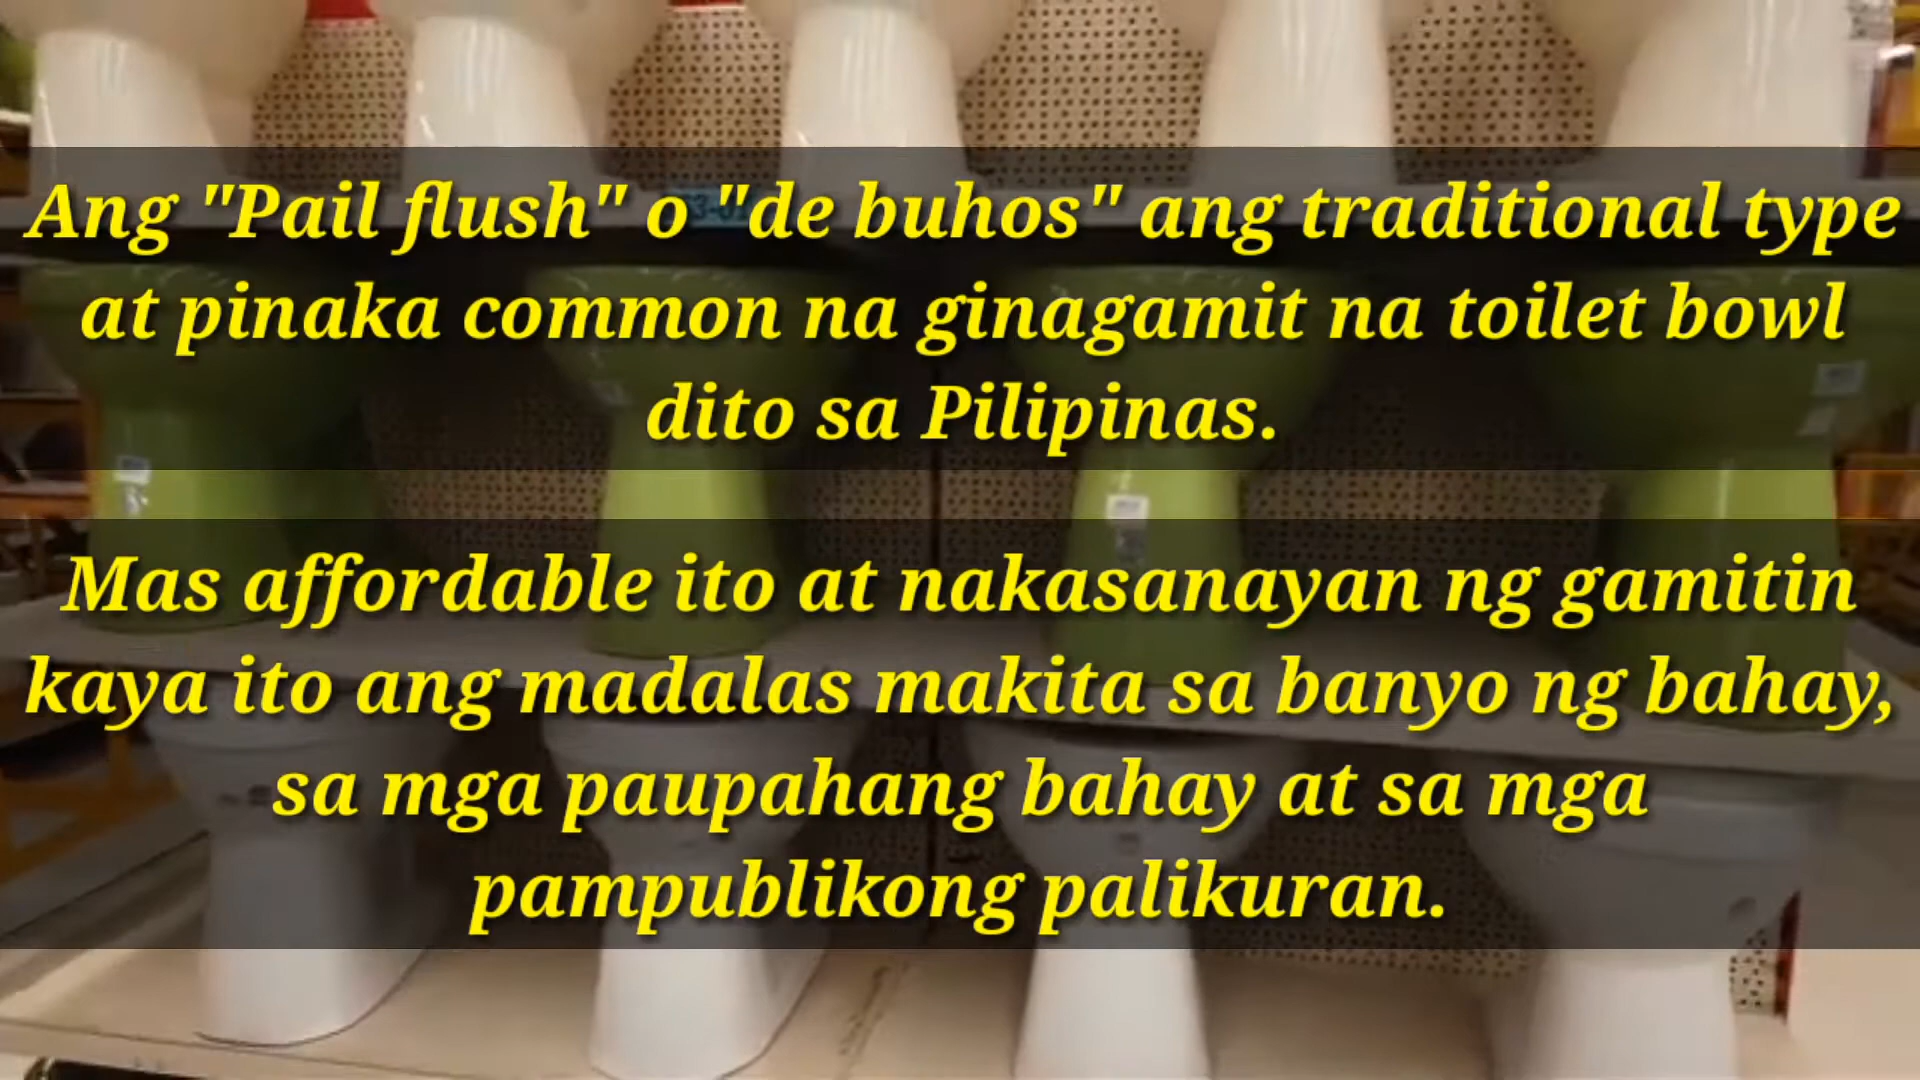 Ang "Pail flush" o "de buhos" ang traditional type
at pinaka common na ginagamit na toilet bowl
dito sa Pilipinas.
Mas affordable ito at nakasanayan ng gamitin
kaya ito ang madalas makita sa banyo ng bahay,
sa mga paupahang bahay at sa mga
pampublikong palikuran.